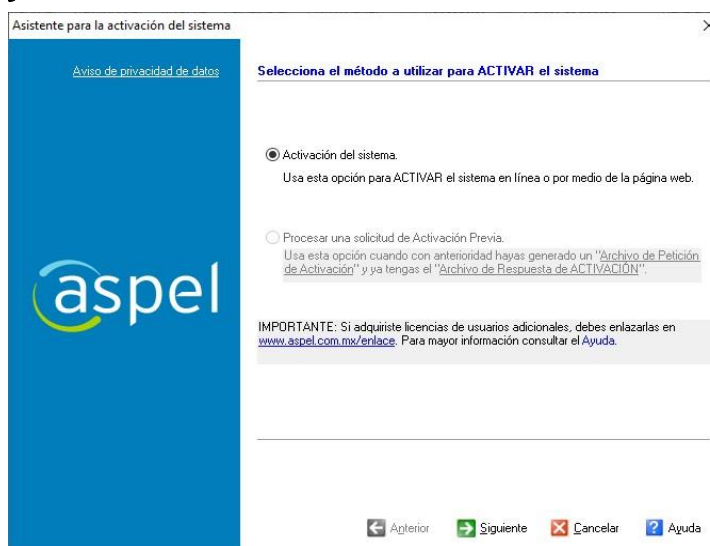 Asistente para la activación del sistema
Aviso de privacidad de datos
Selecciona el método a utilizar para ACTIVAR el sistema
Activación del sistema.
Usa esta opción para ACTIVAR el sistema en línea o por medio de la página web.
Procesar una solicitud de Activación Previa.
Usa esta opción cuando con anterioridad hayas generado un "Archivo de Petición
de Activación" y ya tengas el "Archivo de Respuesta de ACTIVACIÓN".
aspel
IMPORTANTE: Si adquiriste licencias de usuarios adicionales, debes enlazarlas en
www.aspel.com.mx/enlace. Para mayor información consultar el Ayuda.
Anterior Siguiente Cancelar Ayuda